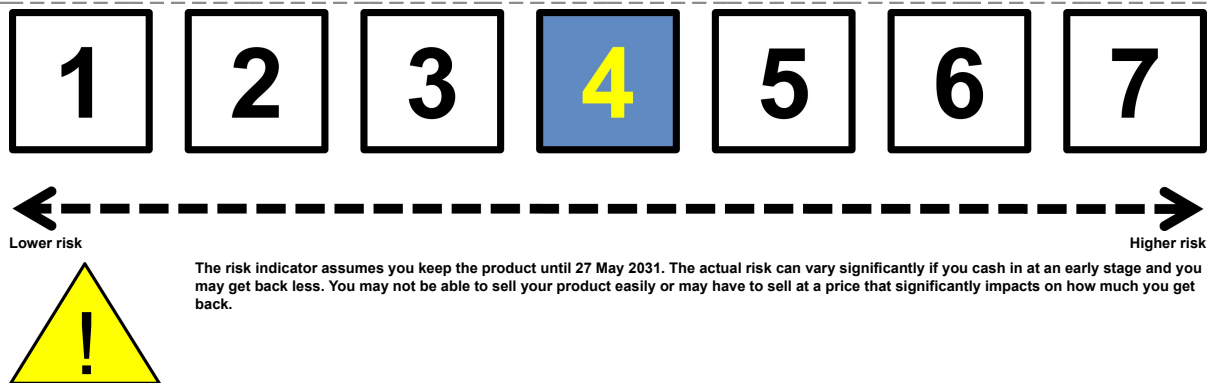 1 2 3 4 5 6 7
Lower risk Higher risk
The risk indicator assumes you keep the product until 27 May 2031. The actual risk can vary significantly if you cash in at an early stage and you
may get back less. You may not be able to sell your product easily or may have to sell at a price that significantly impacts on how much you get
back.
!